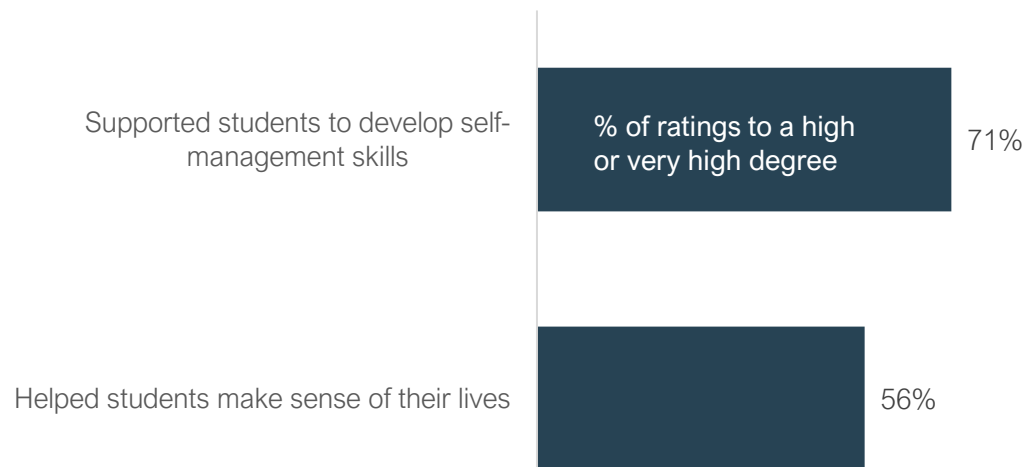 Supported students to develop self-
management skills
% of ratings to a high
or very high degree
71%
Helped students make sense of their lives
56%